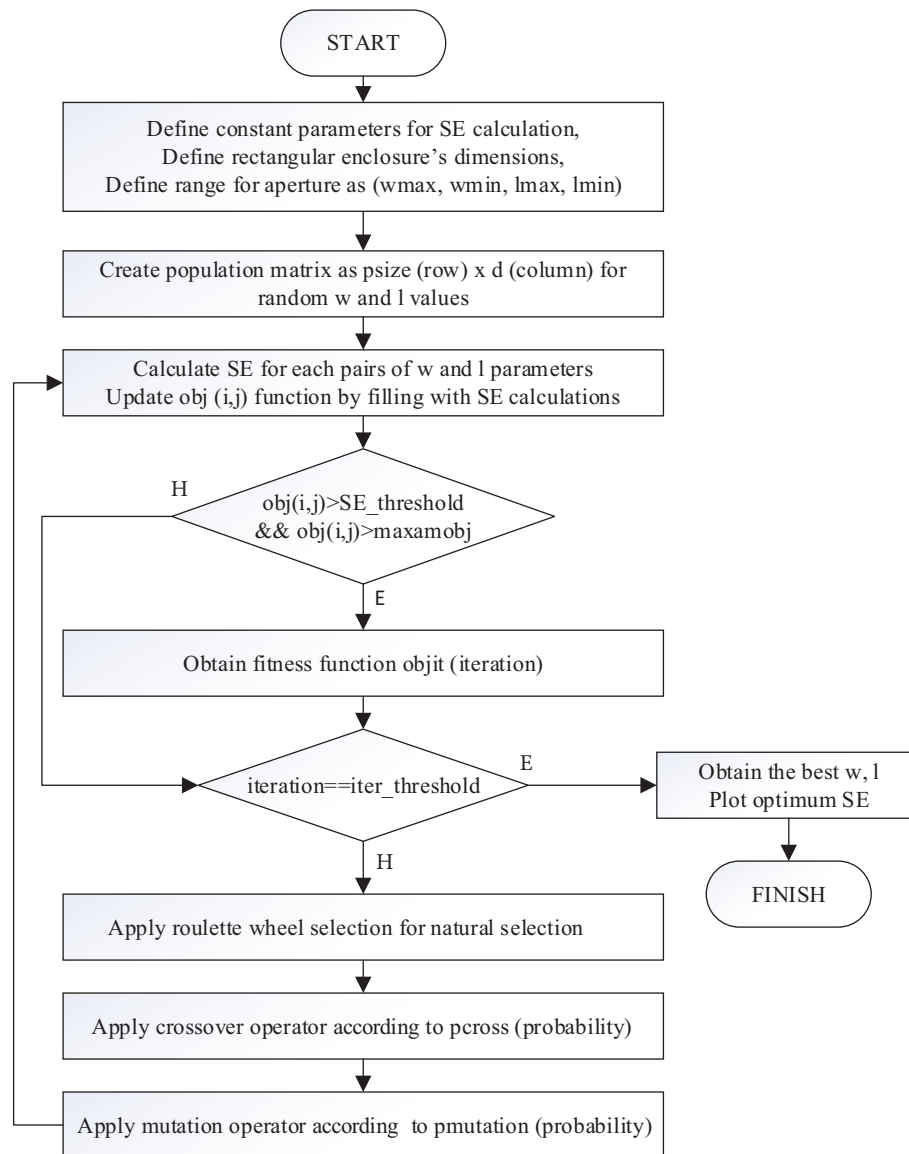 START
Define constant parameters for SE calculation,
Define rectangular enclosure's dimensions,
Define range for aperture as (wmax, wmin, lmax, lmin)
Create population matrix as psize (row) x d (column) for
random w and l values
Calculate SE for each pairs of w and l parameters
Update obj (i,j) function by filling with SE calculations
H
obj(i,j)>SE_threshold
&& obj(i,j)>maxamobj
E
Obtain fitness function objit (iteration)
iteration==iter_threshold
E
Obtain the best w, l
Plot optimum SE
H
FINISH
Apply roulette wheel selection for natural selection
Apply crossover operator according to pcross (probability)
Apply mutation operator according to pmutation (probability)